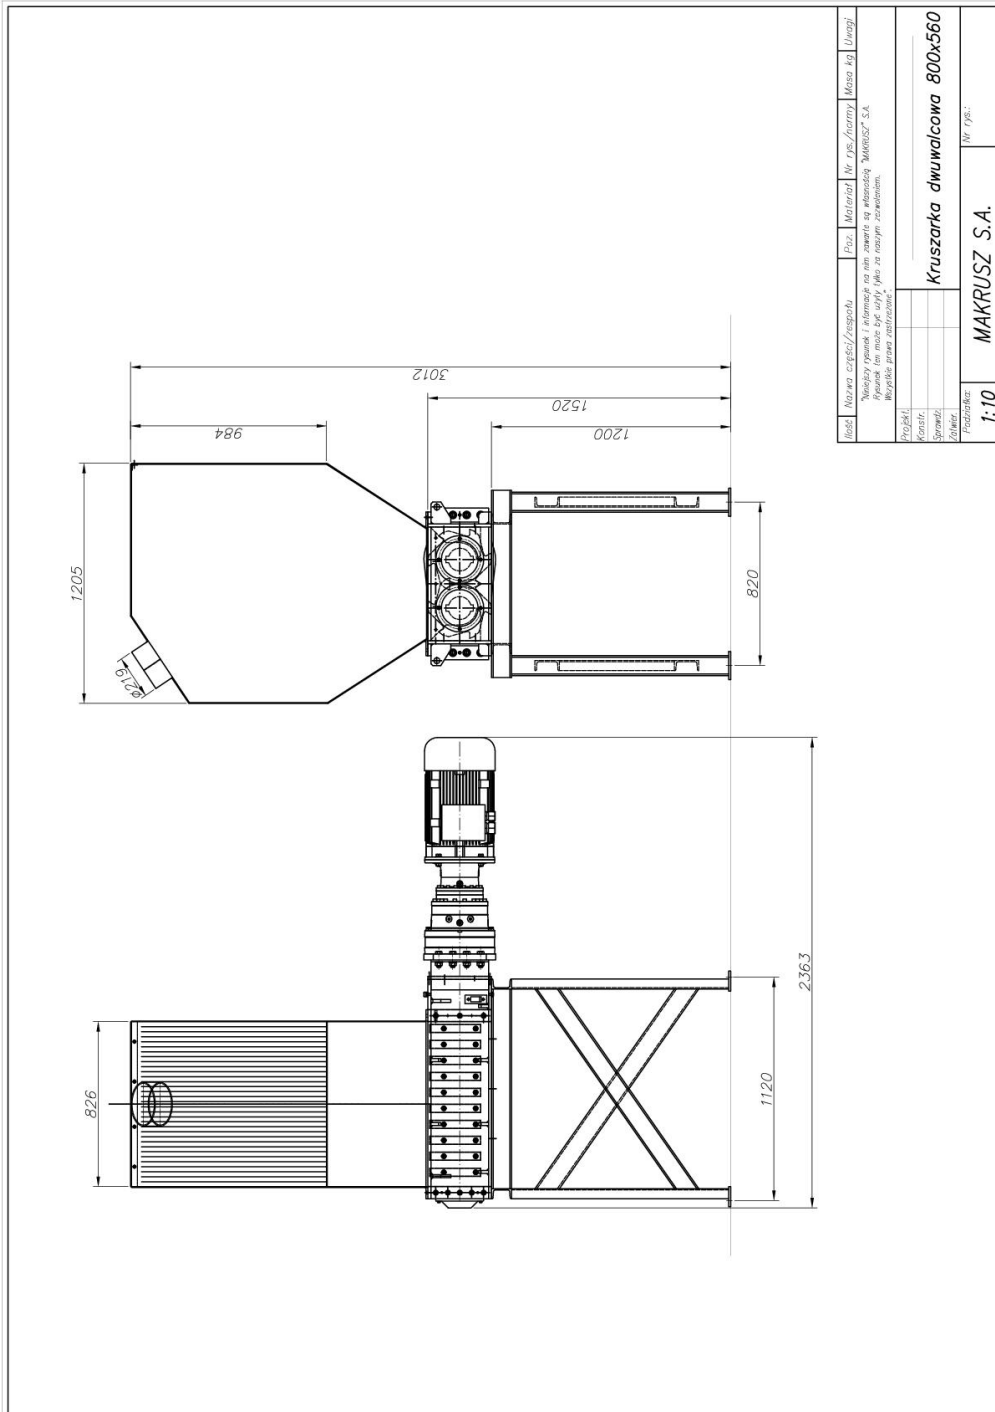 3012
1520
1200
984
1205
ø219
820
2363
826
1120
Ilość Nazwa części/zespołu Poz. Materiał Nr rys./normy Masa kg Uwagi
"Niniejszy rysunek i informacje na nim zawarte są własnością "MAKRUSZ" S.A.
Rysunek ten może być użyty tylko za naszym zezwoleniem.
Wszystkie prawa zastrzeżone".
Projekt.
Konstr.
Sprawdz.
Zatwier.
Kruszarka dwuwalcowa 800x560
Podziałka:
1:10
MAKRUSZ S.A.
Nr rys.: